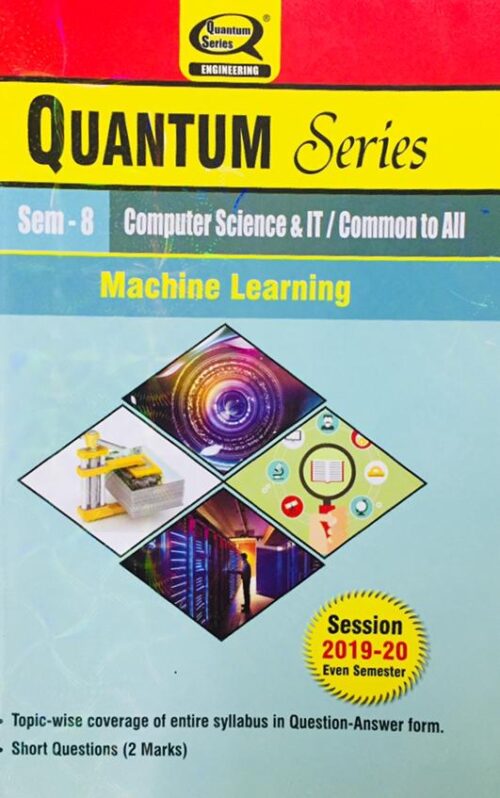 Quantum
Series
®
ENGINEERING
QUANTUM Series
Sem - 8 Computer Science & IT / Common to All
Machine Learning
Session
2019-20
Even Semester
• Topic-wise coverage of entire syllabus in Question-Answer form.
• Short Questions (2 Marks)